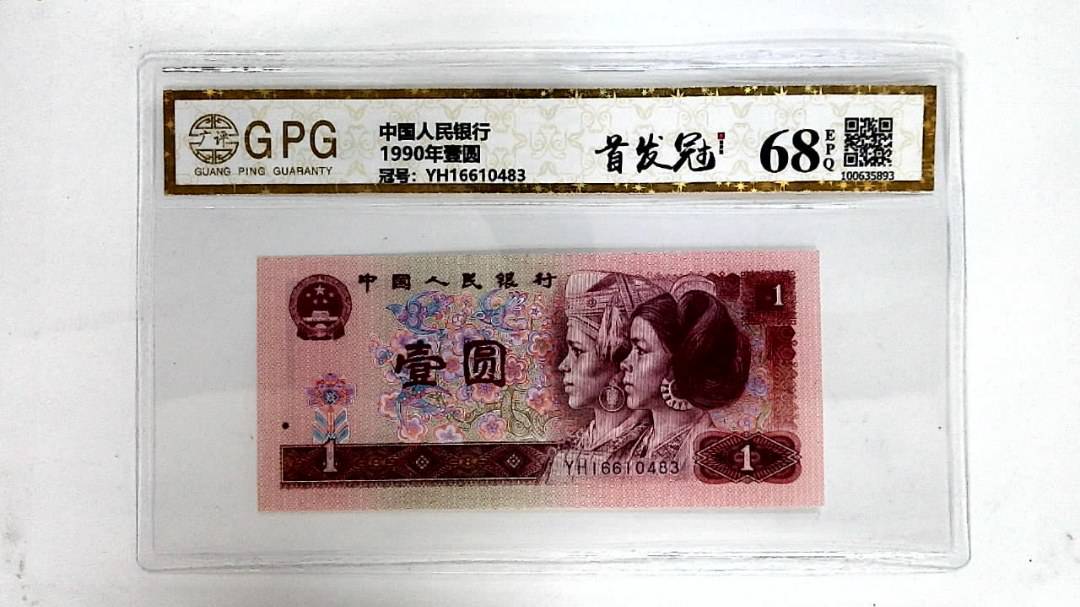 广评
GPG
GUANG PING GUARANTY
中国人民银行
1990年壹圆
冠号：YH16610483
首发冠
68
EPQ
100635893
中国人民银行
1
壹圆
1
YH16610483
1